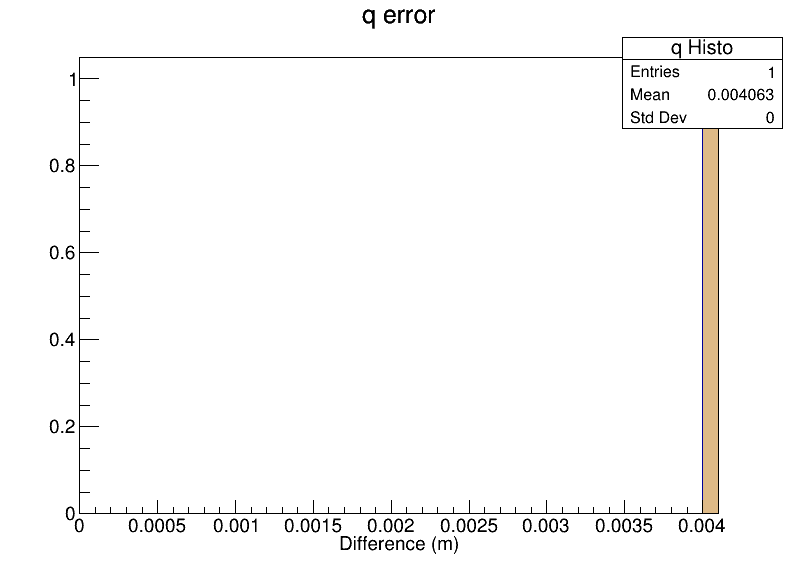 q error
q Histo
Entries 1
Mean 0.004063
Std Dev 0
1
0.8
0.6
0.4
0.2
0
0 0.0005 0.001 0.0015 0.002 0.0025 0.003 0.0035 0.004
Difference (m)